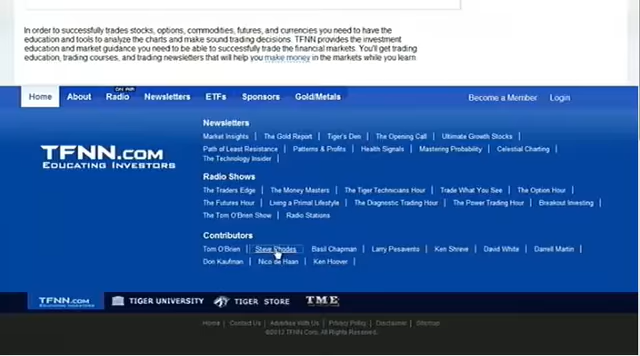 In order to successfully trades stocks, options, commodities, futures, and currencies you need to have the
education and tools to analyze the charts and make sound trading decisions. TFNN provides the investment
education and market guidance you need to be able to successfully trade the financial markets. You'll get trading
education, trading courses, and trading newsletters that will help you make money in the markets while you learn
Home About Radio ON AIR Newsletters ETFs Sponsors Gold/Metals Become a Member Login
TFNN.COM
EDUCATING INVESTORS
Newsletters
Market Insights | The Gold Report | Tiger's Den | The Opening Call | Ultimate Growth Stocks |
Path of Least Resistance | Patterns & Profits | Health Signals | Mastering Probability | Celestial Charting |
The Technology Insider |
Radio Shows
The Traders Edge | The Money Masters | The Tiger Technicians Hour | Trade What You See | The Option Hour |
The Futures Hour | Living a Primal Lifestyle | The Diagnostic Trading Hour | The Power Trading Hour | Breakout Investing |
The Tom O'Brien Show | Radio Stations
Contributors
Tom O'Brien | Steve Rhodes | Basil Chapman | Larry Pesavento | Ken Shreve | David White | Darrell Martin |
Don Kaufman | Nico de Haan | Ken Hoover |
TFNN.COM
EDUCATING INVESTORS
TIGER UNIVERSITY TIGER STORE TME
Home | Contact Us | Advertise With Us | Privacy Policy | Disclaimer | Sitemap
©2012 TFNN Corp. All rights reserved.